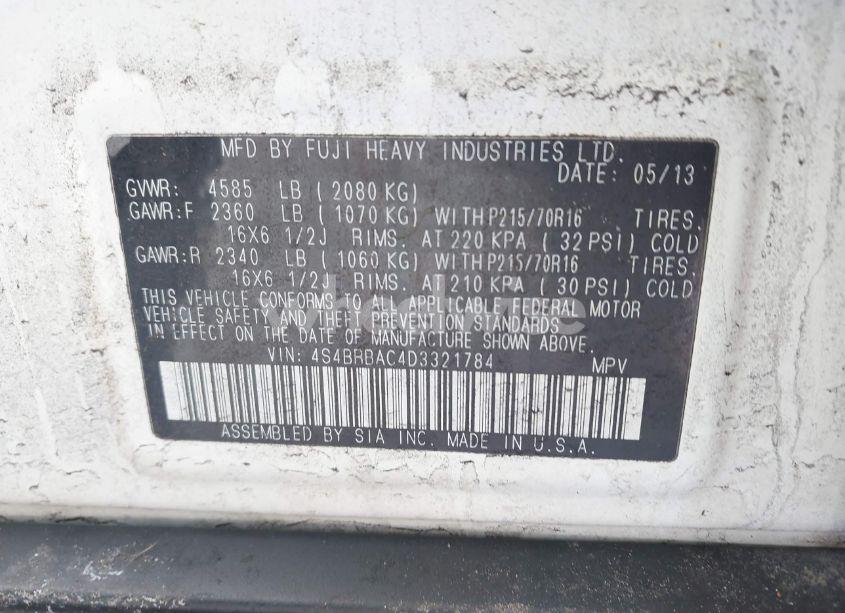 MFD BY FUJI HEAVY INDUSTRIES LTD.
DATE: 05/13
GVWR: 4585 LB ( 2080 KG)
GAWR:F 2360 LB ( 1070 KG) WITH P215/70R16 TIRES.
16X6 1/2J RIMS. AT 220 KPA ( 32 PSI) COLD
GAWR:R 2340 LB ( 1060 KG) WITH P215/70R16 TIRES.
16X6 1/2J RIMS. AT 210 KPA ( 30 PSI) COLD
THIS VEHICLE CONFORMS TO ALL APPLICABLE FEDERAL MOTOR
VEHICLE SAFETY AND THEFT PREVENTION STANDARDS
IN EFFECT ON THE DATE OF MANUFACTURE SHOWN ABOVE.
VIN: 4S4BRBAC4D3321784 MPV
ASSEMBLED BY SIA INC. MADE IN U.S.A.